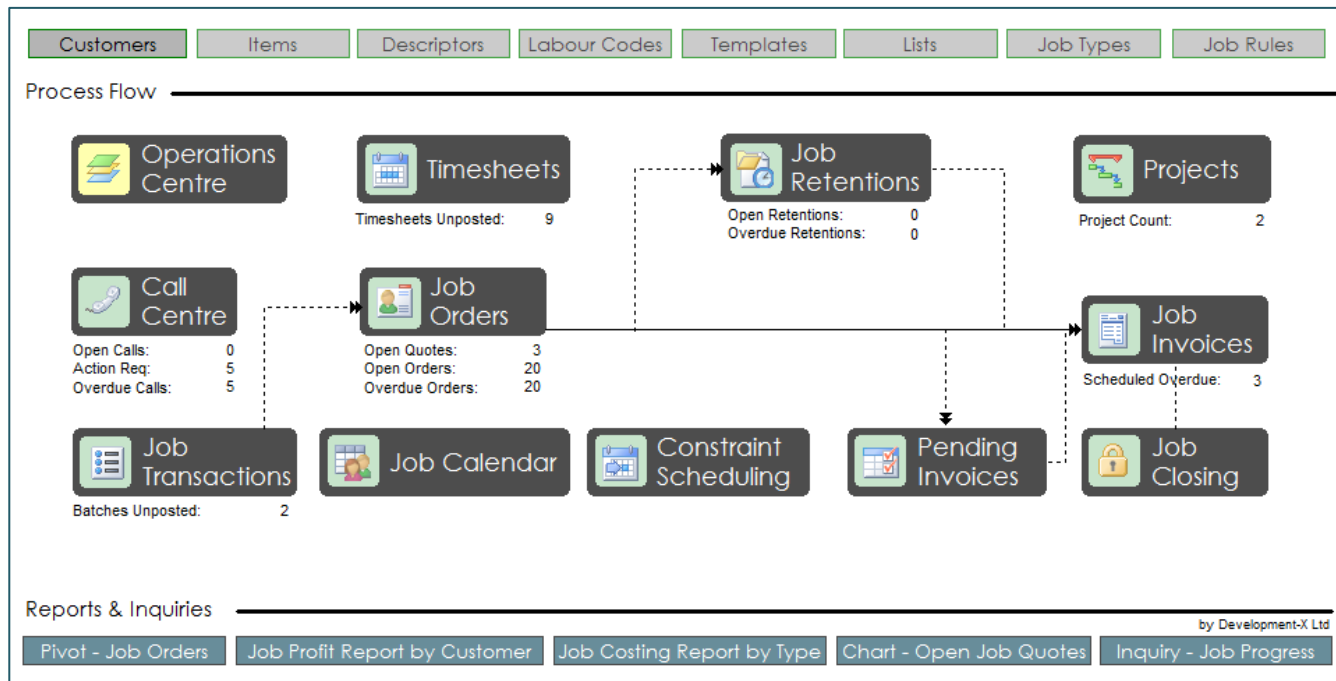 Customers
Items
Descriptors
Labour Codes
Templates
Lists
Job Types
Job Rules
Process Flow
Operations
Centre
Timesheets
Timesheets Unposted: 9
Job
Retentions
Open Retentions: 0
Overdue Retentions: 0
Projects
Project Count: 2
Call
Centre
Open Calls: 0
Action Req: 5
Overdue Calls: 5
Job
Orders
Open Quotes: 3
Open Orders: 20
Overdue Orders: 20
Job
Invoices
Scheduled Overdue: 3
Job
Transactions
Batches Unposted: 2
Job Calendar
Constraint
Scheduling
Pending
Invoices
Job
Closing
Reports & Inquiries
by Development-X Ltd
Pivot - Job Orders
Job Profit Report by Customer
Job Costing Report by Type
Chart - Open Job Quotes
Inquiry - Job Progress